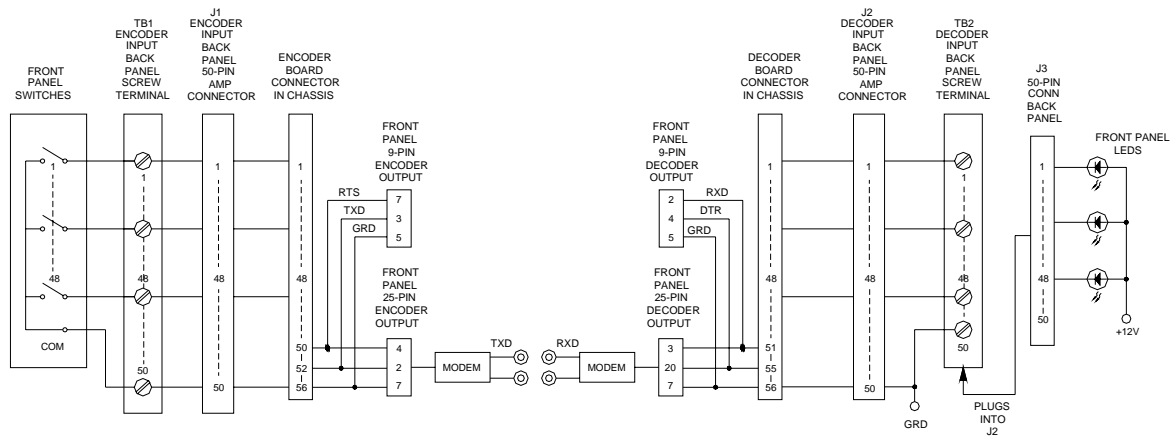 FRONT
PANEL
SWITCHES
TB1
ENCODER
INPUT
BACK
PANEL
SCREW
TERMINAL
J1
ENCODER
INPUT
BACK
PANEL
50-PIN
AMP
CONNECTOR
ENCODER
BOARD
CONNECTOR
IN CHASSIS
FRONT
PANEL
9-PIN
ENCODER
OUTPUT
FRONT
PANEL
9-PIN
DECODER
OUTPUT
DECODER
BOARD
CONNECTOR
IN CHASSIS
J2
DECODER
INPUT
BACK
PANEL
50-PIN
AMP
CONNECTOR
TB2
DECODER
INPUT
BACK
PANEL
SCREW
TERMINAL
J3
50-PIN
CONN
BACK
PANEL
FRONT PANEL
LEDS
1
48
COM
1
48
50
1
48
50
1
48
50
52
56
RTS
TXD
GRD
7
3
5
FRONT
PANEL
25-PIN
ENCODER
OUTPUT
4
2
7
MODEM
TXD
RXD
MODEM
2
4
5
RXD
DTR
GRD
FRONT
PANEL
25-PIN
DECODER
OUTPUT
3
20
7
1
48
51
55
56
1
48
50
GRD
1
48
50
PLUGS
INTO
J2
1
48
50
+12V